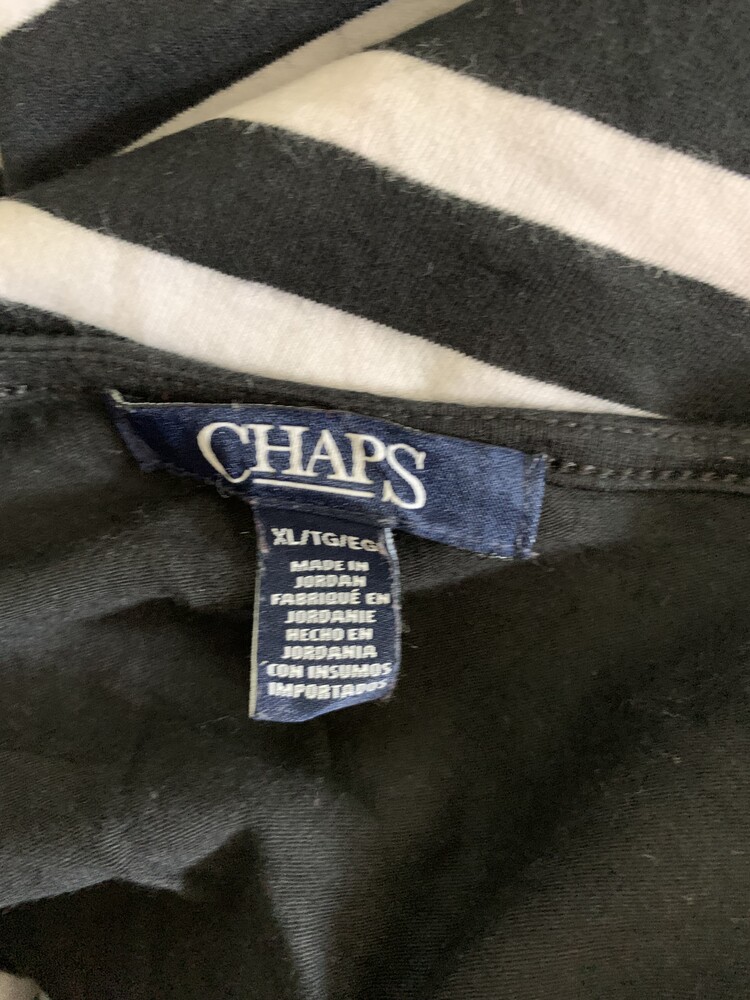 CHAPS
XL/TG/EG
MADE IN
JORDAN
FABRIQUÉ EN
JORDANIE
HECHO EN
JORDANIA
CON INSUMOS
IMPORTADOS